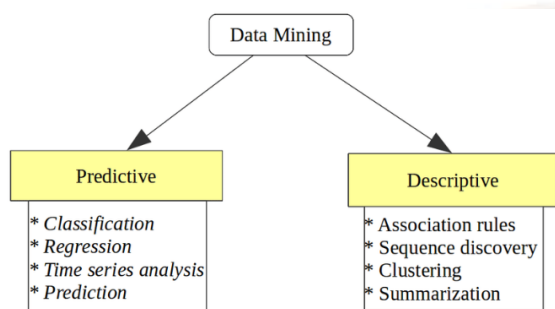 Data Mining
Predictive
* Classification
* Regression
* Time series analysis
* Prediction
Descriptive
* Association rules
* Sequence discovery
* Clustering
* Summarization